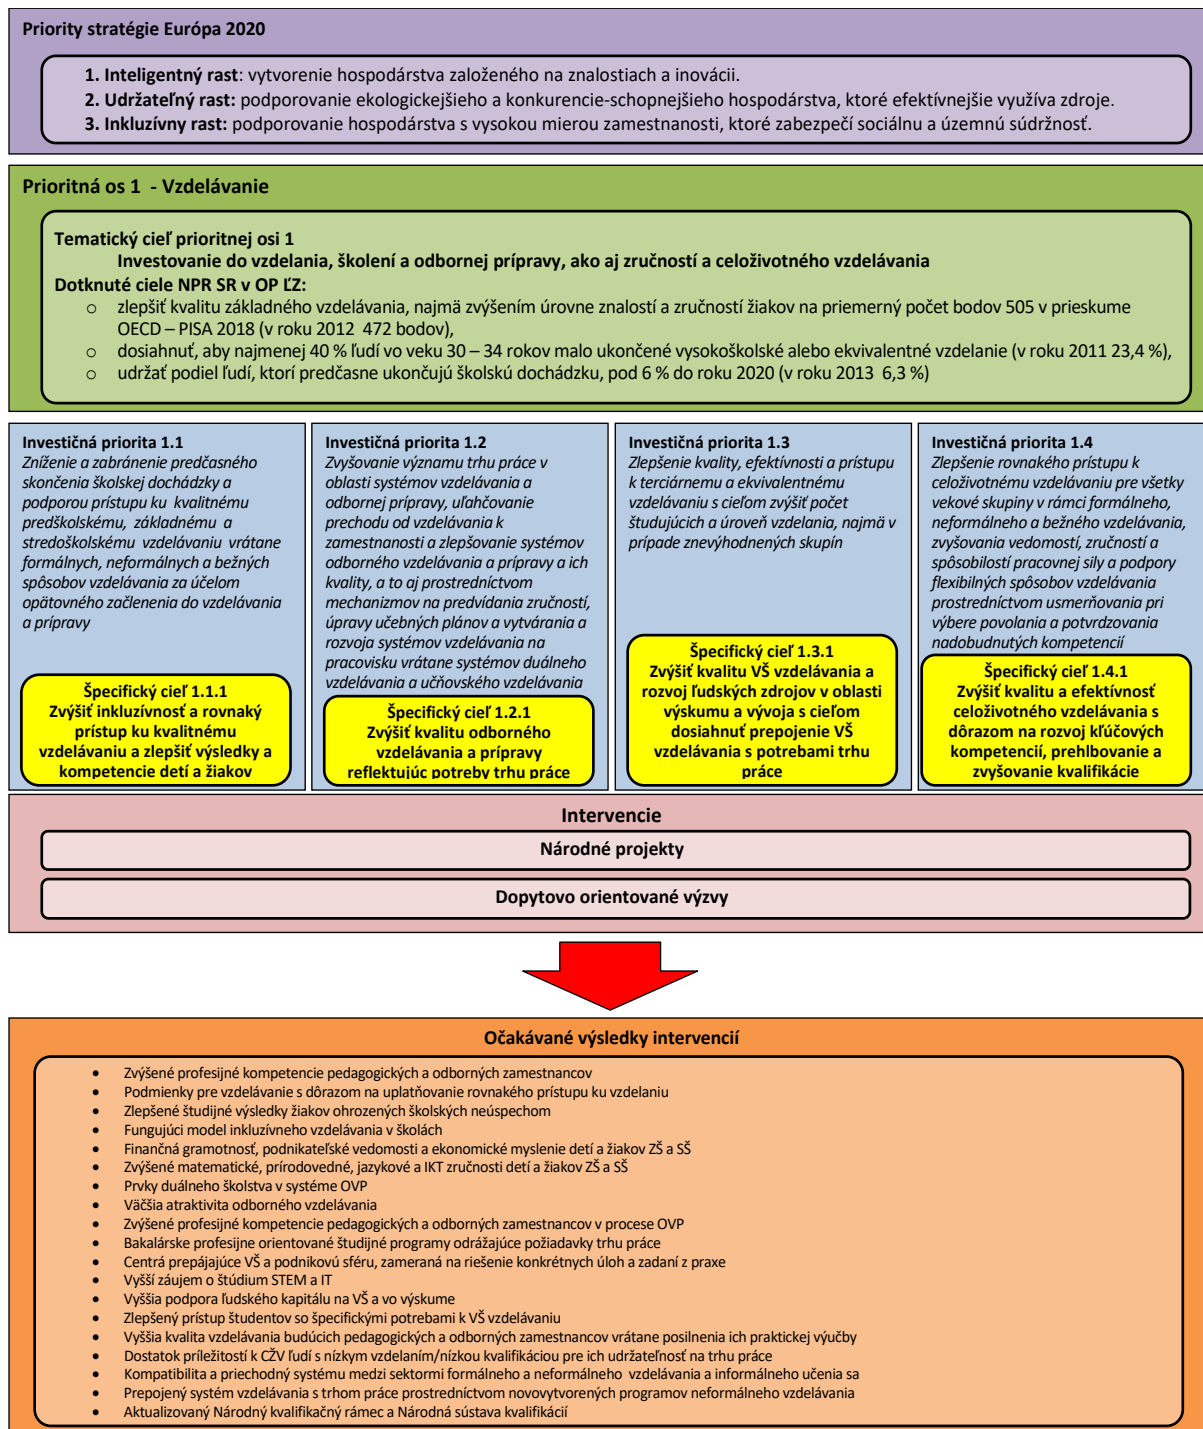 Priority stratégie Európa 2020
1. Inteligentný rast: vytvorenie hospodárstva založeného na znalostiach a inovácii.
2. Udržateľný rast: podporovanie ekologickejšieho a konkurencie-schopnejšieho hospodárstva, ktoré efektívnejšie využíva zdroje.
3. Inkluzívny rast: podporovanie hospodárstva s vysokou mierou zamestnanosti, ktoré zabezpečí sociálnu a územnú súdržnosť.
Prioritná os 1 - Vzdelávanie
Tematický cieľ prioritnej osi 1
Investovanie do vzdelania, školení a odbornej prípravy, ako aj zručností a celoživotného vzdelávania
Dotknuté ciele NPR SR v OP ĽZ:
o zlepšiť kvalitu základného vzdelávania, najmä zvýšením úrovne znalostí a zručností žiakov na priemerný počet bodov 505 v prieskume
OECD – PISA 2018 (v roku 2012 472 bodov),
o dosiahnuť, aby najmenej 40 % ľudí vo veku 30 – 34 rokov malo ukončené vysokoškolské alebo ekvivalentné vzdelanie (v roku 2011 23,4 %),
o udržať podiel ľudí, ktorí predčasne ukončujú školskú dochádzku, pod 6 % do roku 2020 (v roku 2013 6,3 %)
Investičná priorita 1.1
Zníženie a zabránenie predčasného
skončenia školskej dochádzky a
podporou prístupu ku kvalitnému
predškolskému, základnému a
stredoškolskému vzdelávaniu vrátane
formálnych, neformálnych a bežných
spôsobov vzdelávania za účelom
opätovného začlenenia do vzdelávania
a prípravy
Špecifický cieľ 1.1.1
Zvýšiť inkluzívnosť a rovnaký
prístup ku kvalitnému
vzdelávaniu a zlepšiť výsledky a
kompetencie detí a žiakov
Investičná priorita 1.2
Zvyšovanie významu trhu práce v
oblasti systémov vzdelávania a
odbornej prípravy, uľahčovanie
prechodu od vzdelávania k
zamestnanosti a zlepšovanie systémov
odborného vzdelávania a prípravy a ich
kvality, a to aj prostredníctvom
mechanizmov na predvídania zručností,
úpravy učebných plánov a vytvárania a
rozvoja systémov vzdelávania na
pracovisku vrátane systémov duálneho
vzdelávania a učňovského vzdelávania
Špecifický cieľ 1.2.1
Zvýšiť kvalitu odborného
vzdelávania a prípravy
reflektujúc potreby trhu práce
Investičná priorita 1.3
Zlepšenie kvality, efektívnosti a prístupu
k terciárnemu a ekvivalentnému
vzdelávaniu s cieľom zvýšiť počet
študujúcich a úroveň vzdelania, najmä v
prípade znevýhodnených skupín
Špecifický cieľ 1.3.1
Zvýšiť kvalitu VŠ vzdelávania a
rozvoj ľudských zdrojov v oblasti
výskumu a vývoja s cieľom
dosiahnuť prepojenie VŠ
vzdelávania s potrebami trhu
práce
Investičná priorita 1.4
Zlepšenie rovnakého prístupu k
celoživotnému vzdelávaniu pre všetky
vekové skupiny v rámci formálneho,
neformálneho a bežného vzdelávania,
zvyšovania vedomostí, zručností a
spôsobilostí pracovnej sily a podpory
flexibilných spôsobov vzdelávania
prostredníctvom usmerňovania pri
výbere povolania a potvrdzovania
nadobudnutých kompetencií
Špecifický cieľ 1.4.1
Zvýšiť kvalitu a efektívnosť
celoživotného vzdelávania s
dôrazom na rozvoj kľúčových
kompetencií, prehlbovanie a
zvyšovanie kvalifikácie
Intervencie
Národné projekty
Dopytovo orientované výzvy
Očakávané výsledky intervencií
• Zvýšené profesijné kompetencie pedagogických a odborných zamestnancov
• Podmienky pre vzdelávanie s dôrazom na uplatňovanie rovnakého prístupu ku vzdelaniu
• Zlepšené študijné výsledky žiakov ohrozených školských neúspechom
• Fungujúci model inkluzívneho vzdelávania v školách
• Finančná gramotnosť, podnikateľské vedomosti a ekonomické myslenie detí a žiakov ZŠ a SŠ
• Zvýšené matematické, prírodovedné, jazykové a IKT zručnosti detí a žiakov ZŠ a SŠ
• Prvky duálneho školstva v systéme OVP
• Väčšia atraktivita odborného vzdelávania
• Zvýšené profesijné kompetencie pedagogických a odborných zamestnancov v procese OVP
• Bakalárske profesijne orientované študijné programy odrážajúce požiadavky trhu práce
• Centrá prepájajúce VŠ a podnikovú sféru, zameraná na riešenie konkrétnych úloh a zadaní z praxe
• Vyšší záujem o štúdium STEM a IT
• Vyššia podpora ľudského kapitálu na VŠ a vo výskume
• Zlepšený prístup študentov so špecifickými potrebami k VŠ vzdelávaniu
• Vyššia kvalita vzdelávania budúcich pedagogických a odborných zamestnancov vrátane posilnenia ich praktickej výučby
• Dostatok príležitostí k CŽV ľudí s nízkym vzdelaním/nízkou kvalifikáciou pre ich udržateľnosť na trhu práce
• Kompatibilita a priechodný systému medzi sektormi formálneho a neformálneho vzdelávania a informálneho učenia sa
• Prepojený systém vzdelávania s trhom práce prostredníctvom novovytvorených programov neformálneho vzdelávania
• Aktualizovaný Národný kvalifikačný rámec a Národná sústava kvalifikácií